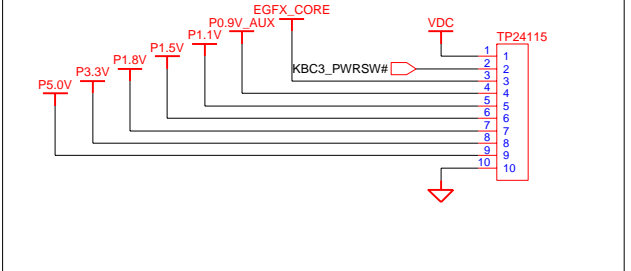 EGFX_CORE
P0.9V_AUX
VDC
P1.1V
TP24115
P1.5V
P1.8V
P3.3V
P5.0V
KBC3_PWRSW#
1 1
2 2
3 3
4 4
5 5
6 6
7 7
8 8
9 9
10 10